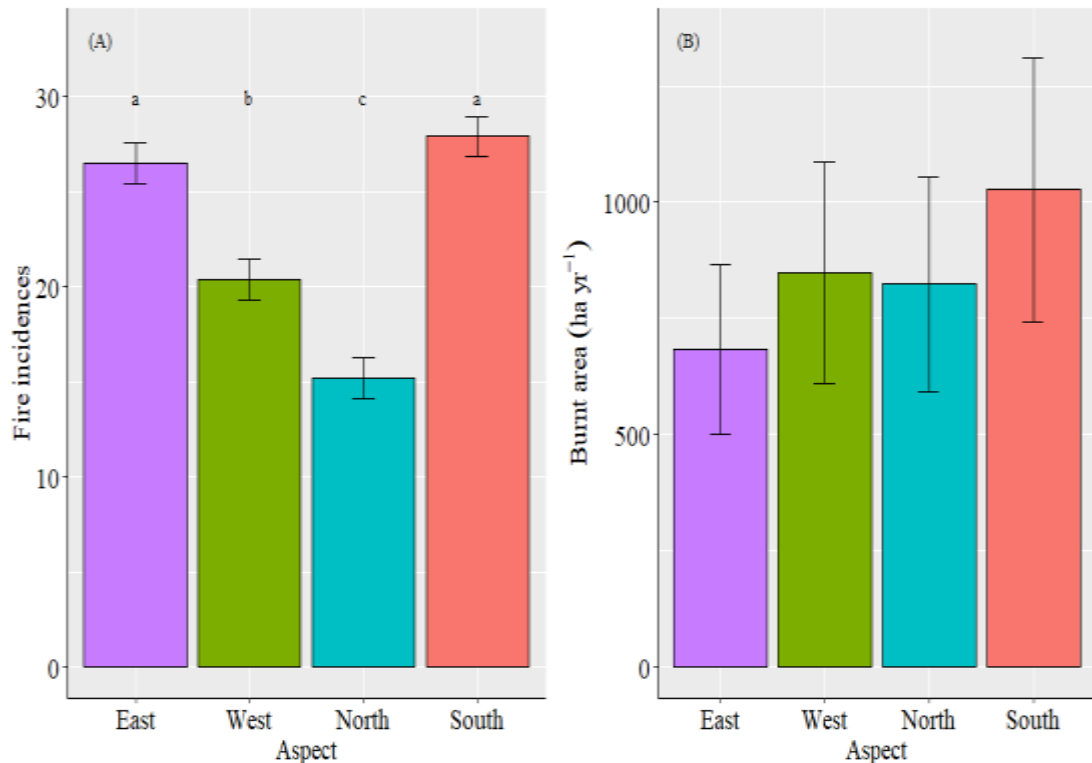 (A)
Fire incidences
30
20
10
0
a b c a
East West North South
Aspect
(B)
Burnt area (ha yr⁻¹)
1000
500
0
East West North South
Aspect